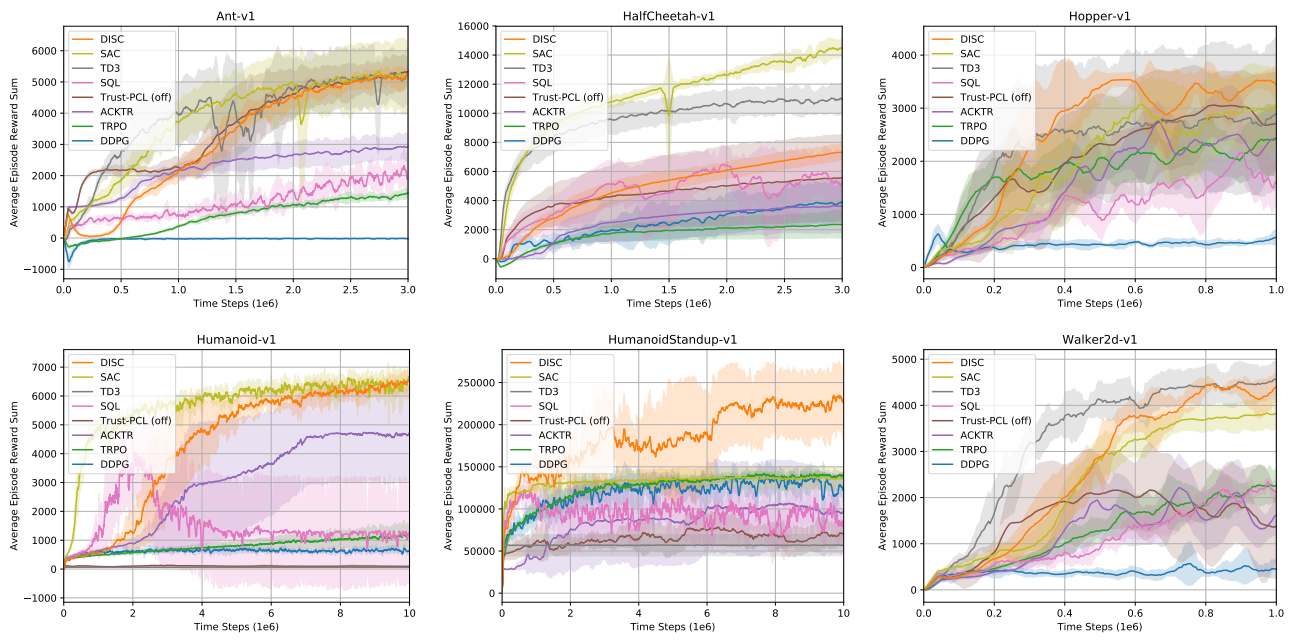 Ant-v1
Average Episode Reward Sum
6000
5000
4000
3000
2000
1000
0
−1000
DISC
SAC
TD3
SQL
Trust-PCL (off)
ACKTR
TRPO
DDPG
0.0 0.5 1.0 1.5 2.0 2.5 3.0
Time Steps (1e6)
HalfCheetah-v1
Average Episode Reward Sum
16000
14000
12000
10000
8000
6000
4000
2000
0
DISC
SAC
TD3
SQL
Trust-PCL (off)
ACKTR
TRPO
DDPG
0.0 0.5 1.0 1.5 2.0 2.5 3.0
Time Steps (1e6)
Hopper-v1
Average Episode Reward Sum
4000
3000
2000
1000
0
DISC
SAC
TD3
SQL
Trust-PCL (off)
ACKTR
TRPO
DDPG
0.0 0.2 0.4 0.6 0.8 1.0
Time Steps (1e6)
Humanoid-v1
Average Episode Reward Sum
7000
6000
5000
4000
3000
2000
1000
0
−1000
DISC
SAC
TD3
SQL
Trust-PCL (off)
ACKTR
TRPO
DDPG
0 2 4 6 8 10
Time Steps (1e6)
HumanoidStandup-v1
Average Episode Reward Sum
250000
200000
150000
100000
50000
0
DISC
SAC
TD3
SQL
Trust-PCL (off)
ACKTR
TRPO
DDPG
0 2 4 6 8 10
Time Steps (1e6)
Walker2d-v1
Average Episode Reward Sum
5000
4000
3000
2000
1000
0
DISC
SAC
TD3
SQL
Trust-PCL (off)
ACKTR
TRPO
DDPG
0.0 0.2 0.4 0.6 0.8 1.0
Time Steps (1e6)